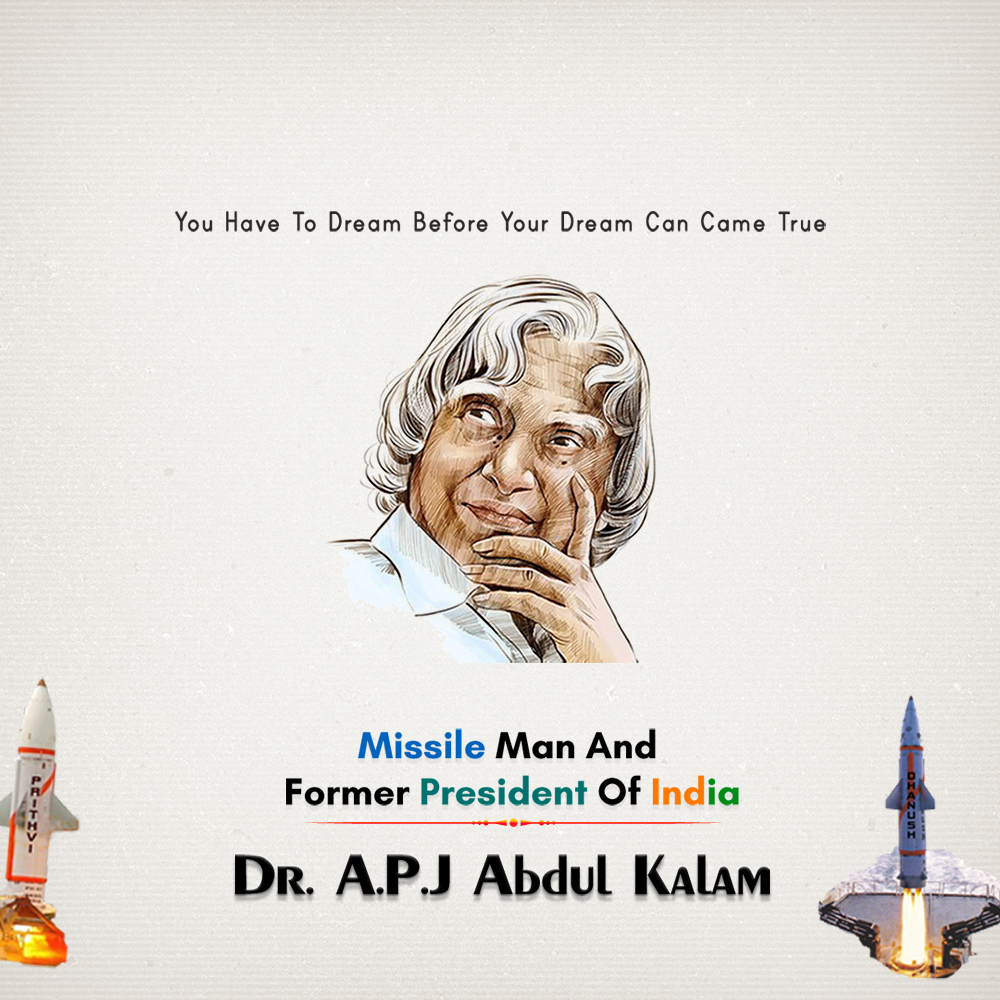 You Have To Dream Before Your Dream Can Came True
Missile Man And
Former President Of India
PRITHVI
DHANUSH
Dr. A.P.J Abdul Kalam